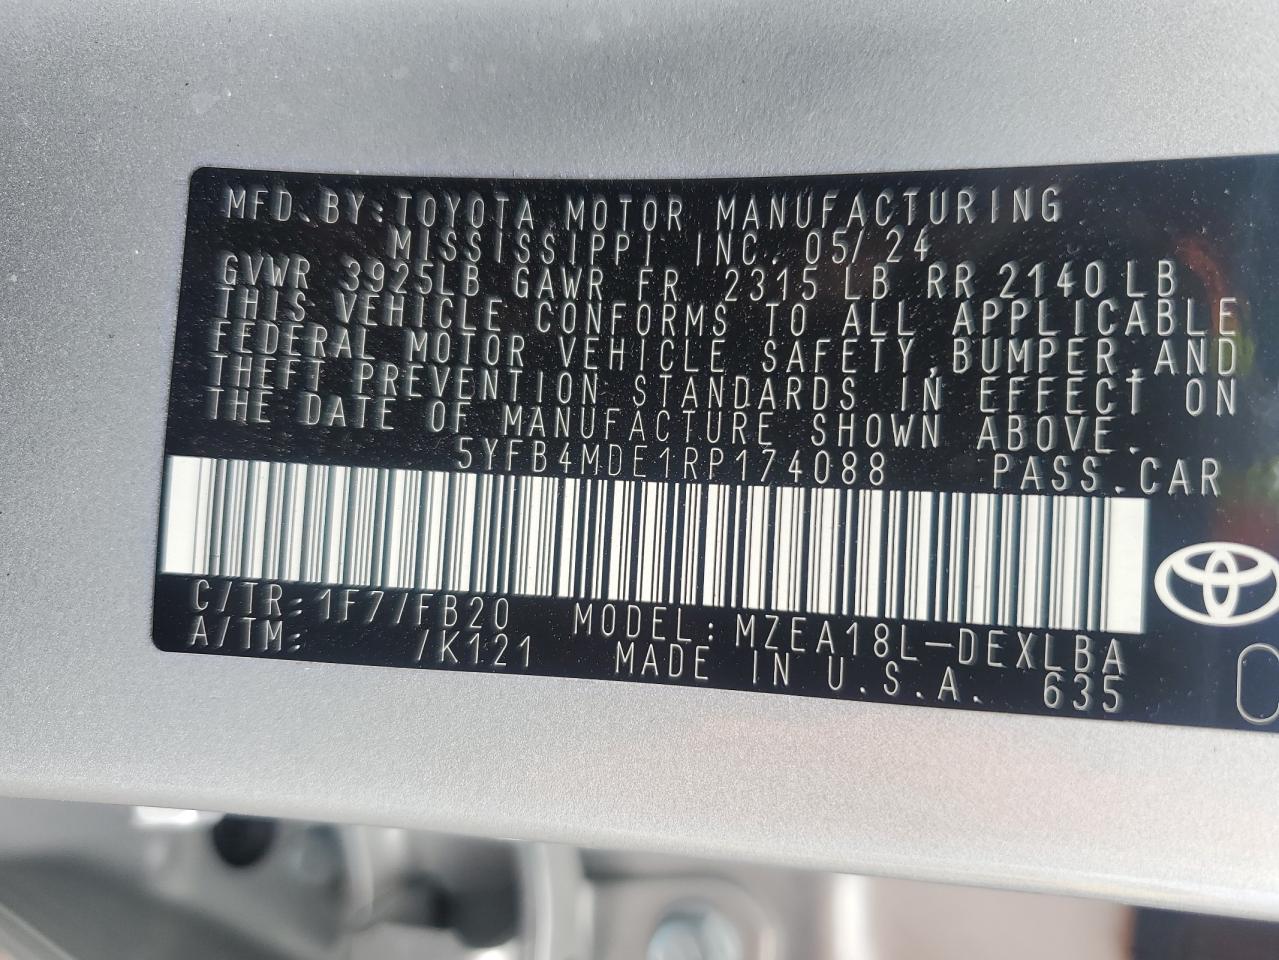 MFD.BY:TOYOTA MOTOR MANUFACTURING
MISSISSIPPI INC. 05/24
GVWR 3925LB GAWR FR 2315LB RR 2140LB
THIS VEHICLE CONFORMS TO ALL APPLICABLE
FEDERAL MOTOR VEHICLE SAFETY,BUMPER,AND
THEFT PREVENTION STANDARDS IN EFFECT ON
THE DATE OF MANUFACTURE SHOWN ABOVE.
5YFB4MDE1RP174088 PASS.CAR
C/TR:1F7/FB20 MODEL:MZEA18L-DEXLBA
A/TM: /K121 MADE IN U.S.A. 635